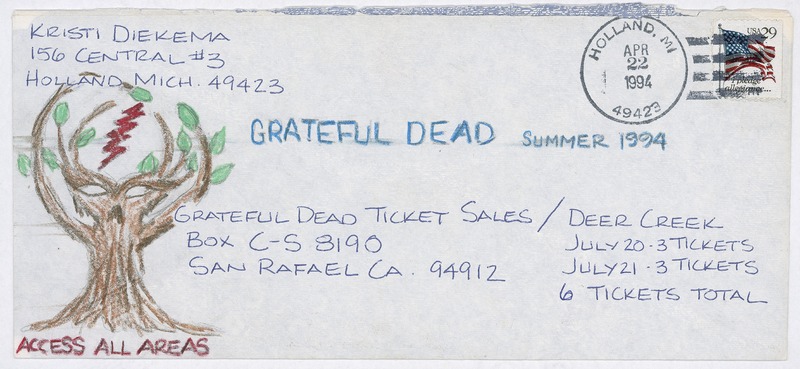 KRISTI DIEKEMA
156 CENTRAL #3
HOLLAND MICH. 49423
HOLLAND, MI
APR
22
1994
49423
USA 29
I pledge
allegiance...
GRATEFUL DEAD SUMMER 1994
GRATEFUL DEAD TICKET SALES / DEER CREEK
BOX C-S 8190 JULY 20 · 3 TICKETS
SAN RAFAEL CA. 94912 JULY 21 · 3 TICKETS
6 TICKETS TOTAL
ACCESS ALL AREAS